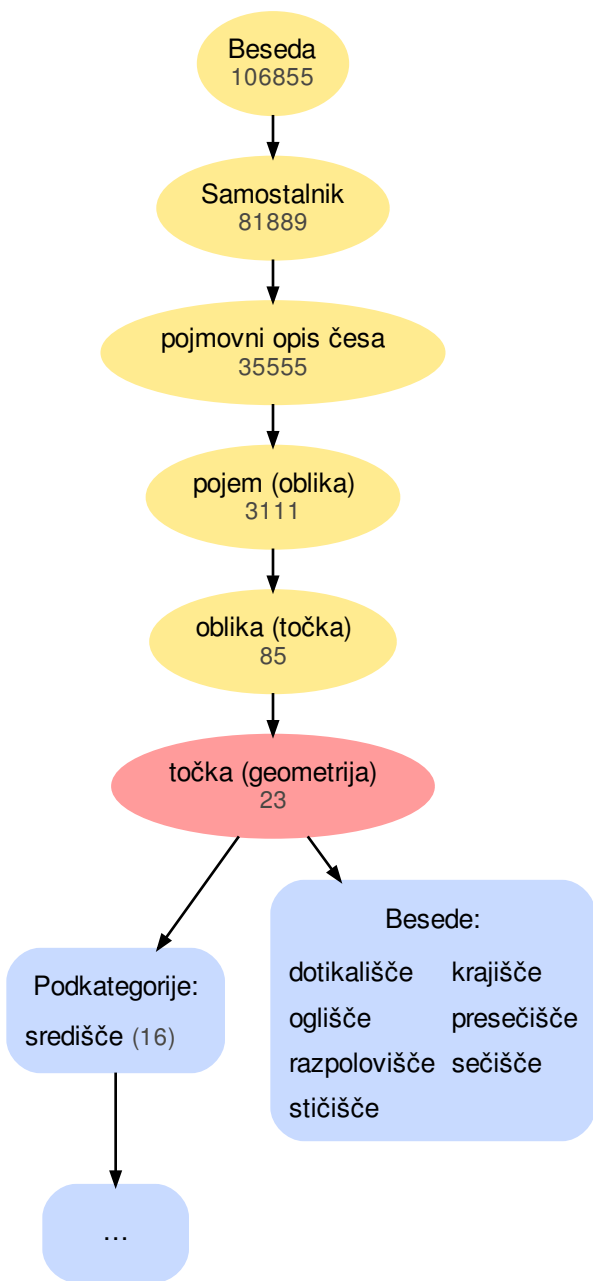 Beseda
106855
Samostalnik
81889
pojmovni opis česa
35555
pojem (oblika)
3111
oblika (točka)
85
točka (geometrija)
23
Besede:
dotikališče krajišče
oglišče presečišče
razpolovišče sečišče
stičišče
Podkategorije:
središče (16)
...